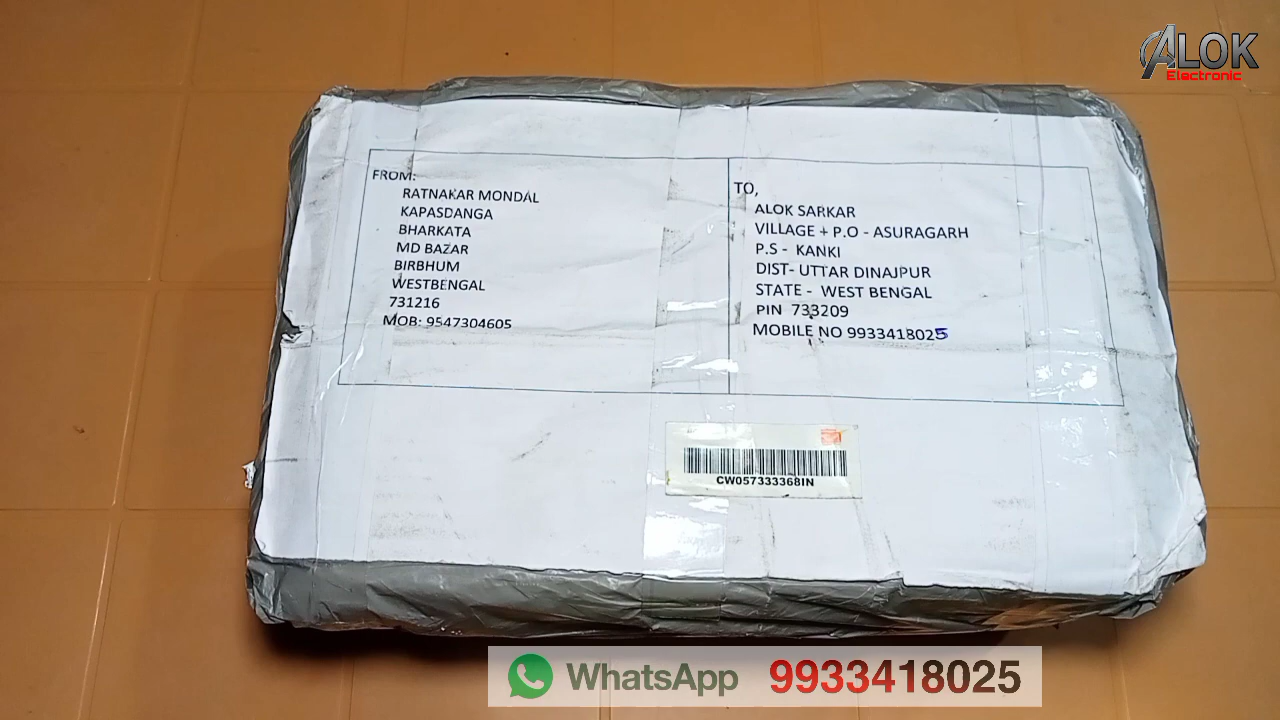 ALOK
Electronic
FROM:
RATNAKAR MONDAL
KAPASDANGA
BHARKATA
MD BAZAR
BIRBHUM
WESTBENGAL
731216
MOB: 9547304605
TO,
ALOK SARKAR
VILLAGE + P.O - ASURAGARH
P.S - KANKI
DIST- UTTAR DINAJPUR
STATE - WEST BENGAL
PIN 733209
MOBILE NO 9933418025
CW057333368IN
WhatsApp 9933418025